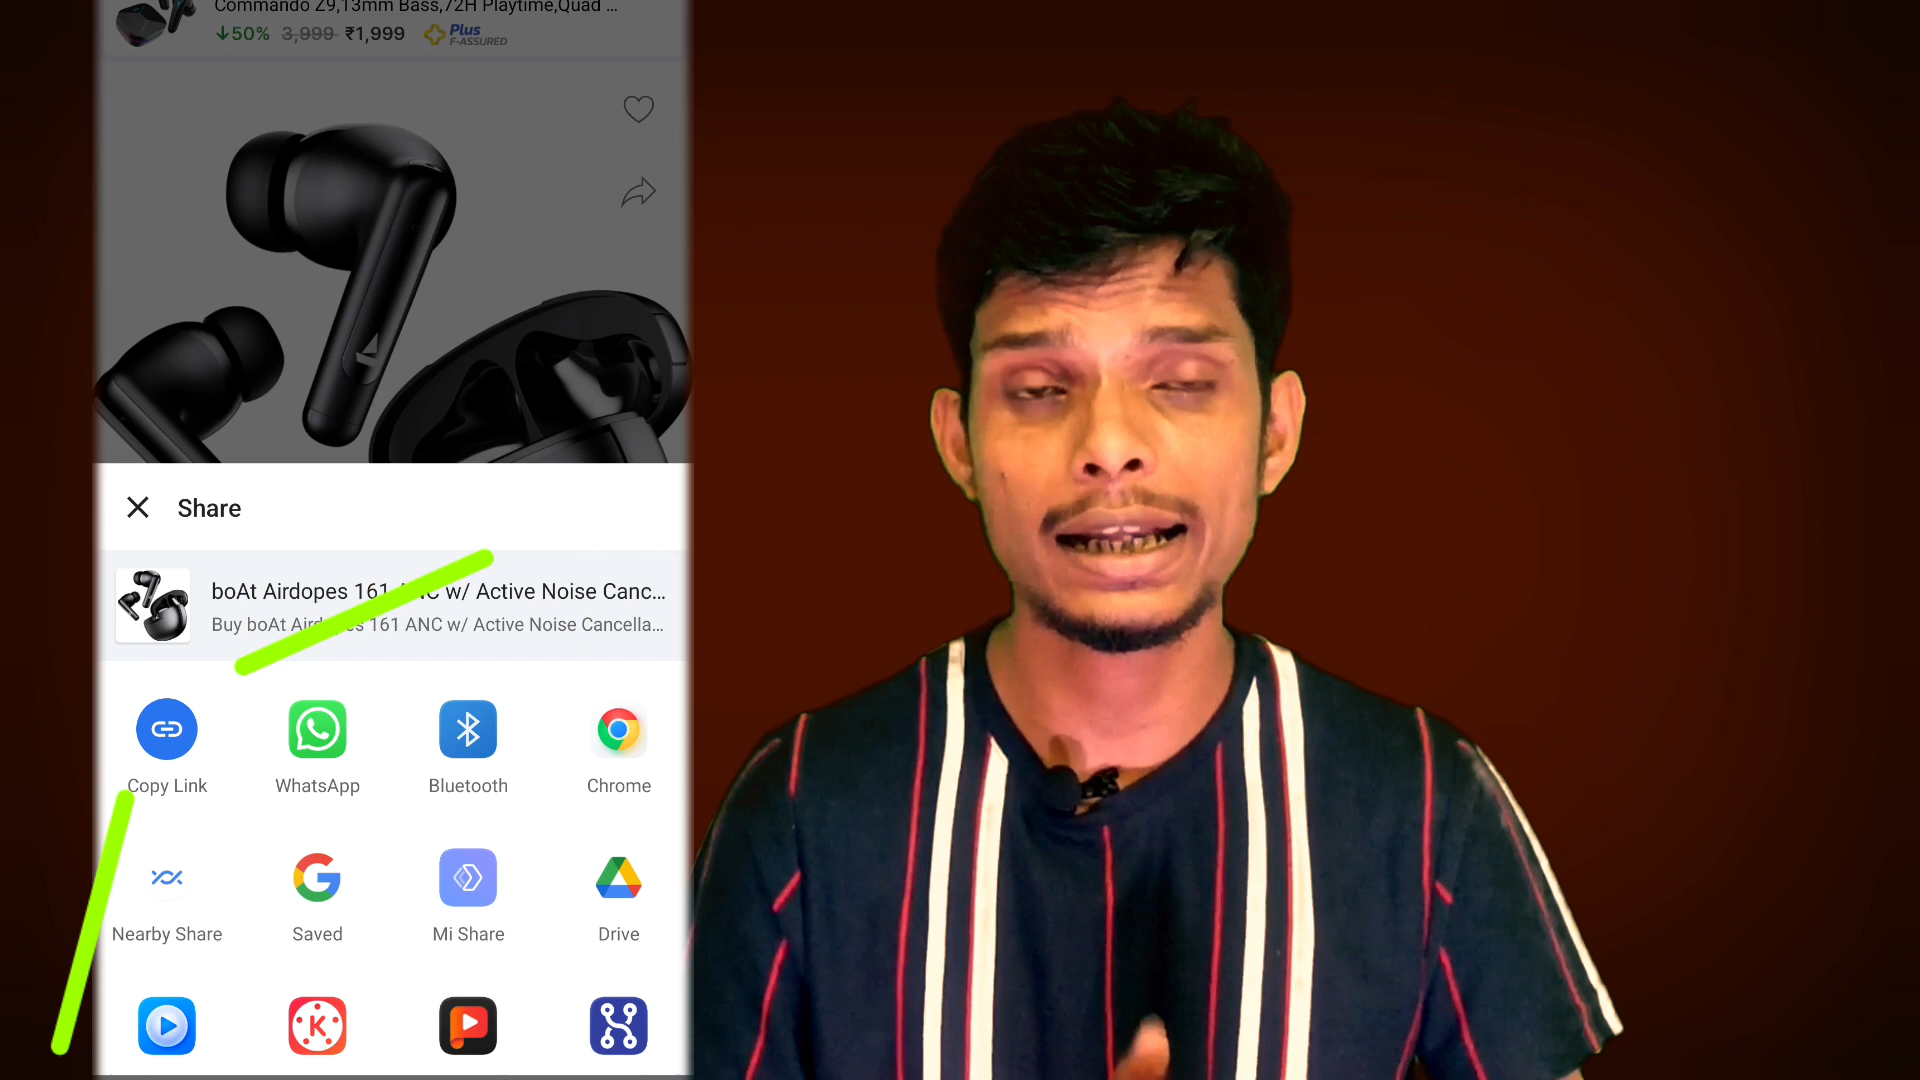 Commando Z9,13mm Bass,72H Playtime,Quad ...
↓50% 3,999 ₹1,999 Plus
F-ASSURED
Share
boAt Airdopes 161 ANC w/ Active Noise Canc...
Buy boAt Airdopes 161 ANC w/ Active Noise Cancella...
Copy Link WhatsApp Bluetooth Chrome
Nearby Share Saved Mi Share Drive
K